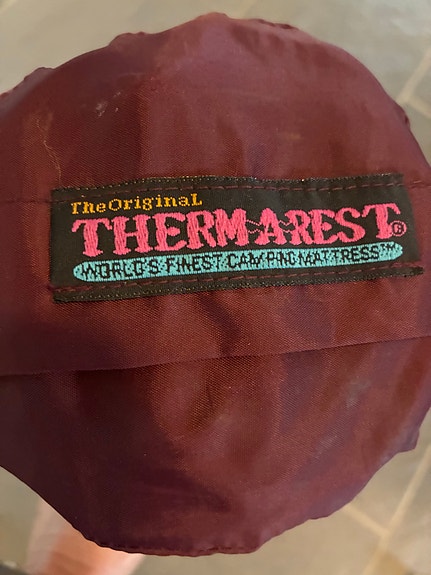 The OriginaL
THERM-A-REST®
WORLD'S FINEST CAMPING MATTRESS™